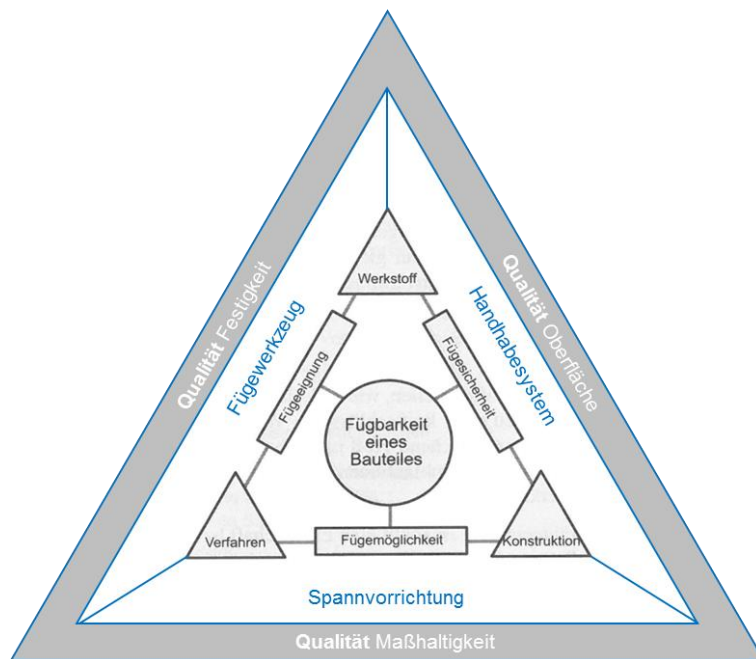 Werkstoff
Qualität Festigkeit
Fügewerkzeug
Fügeeignung
Fügesicherheit
Handhabesystem
Qualität Oberfläche
Fügbarkeit
eines
Bauteiles
Verfahren
Fügemöglichkeit
Konstruktion
Spannvorrichtung
Qualität Maßhaltigkeit